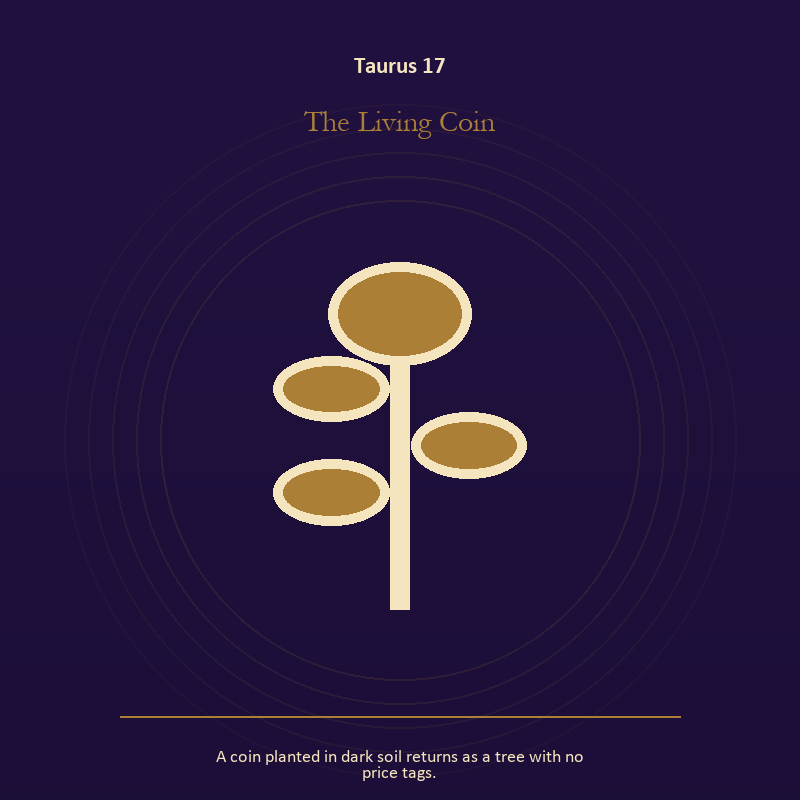 Taurus 17
The Living Coin
A coin planted in dark soil returns as a tree with no
price tags.